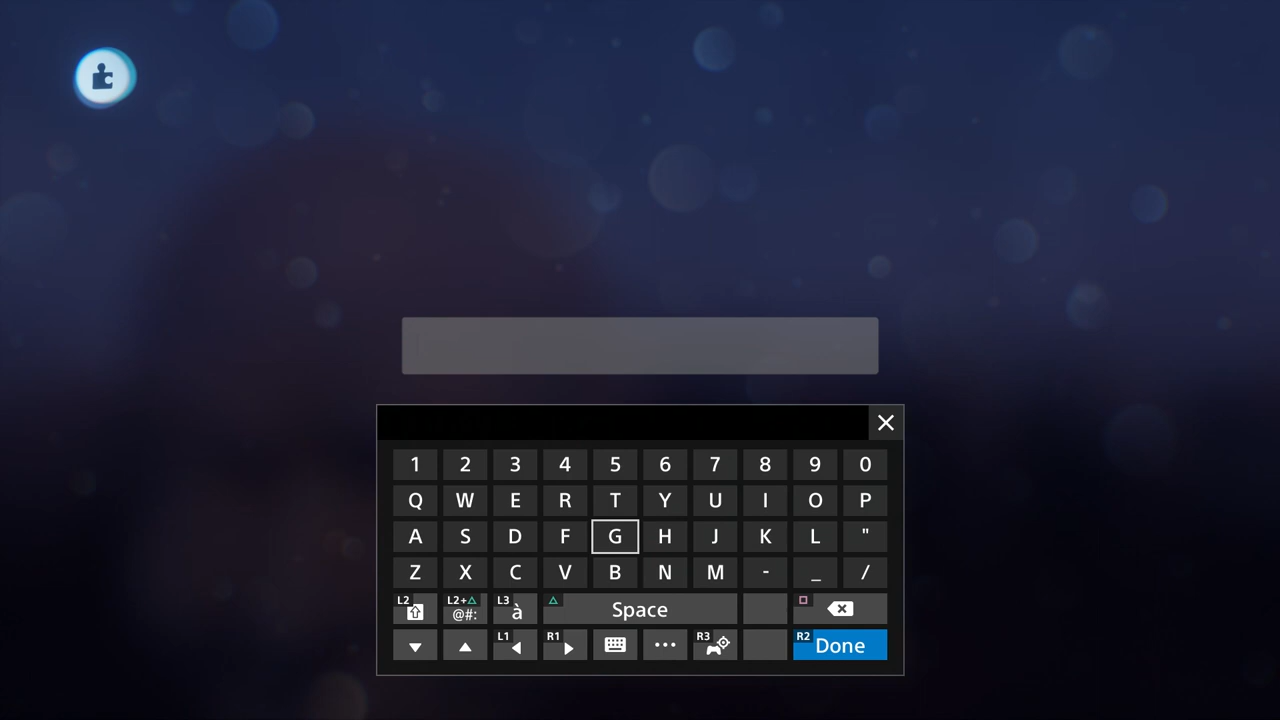 1 2 3 4 5 6 7 8 9 0
Q W E R T Y U I O P
A S D F G H J K L "
Z X C V B N M - _ /
L2 L2+△ @#: L3 à △ Space
L1 R1 ... R3 R2 Done